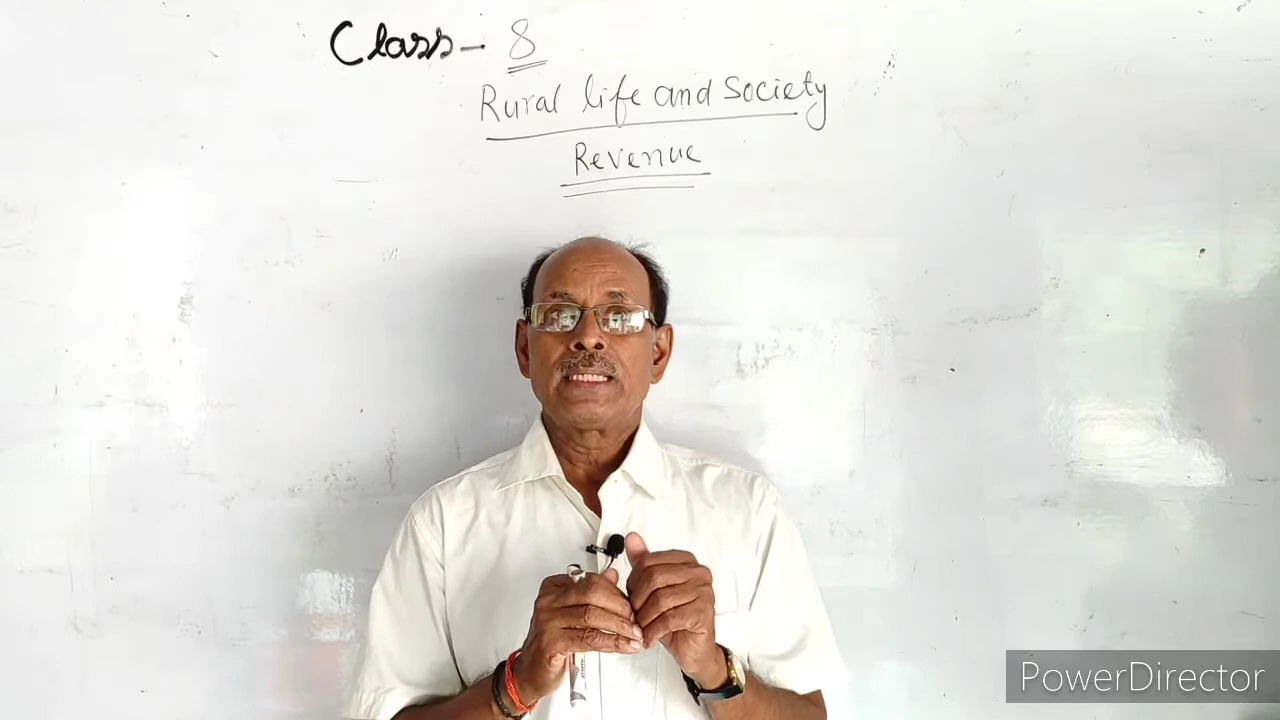 Class - 8
Rural life and Society
Revenue
PowerDirector